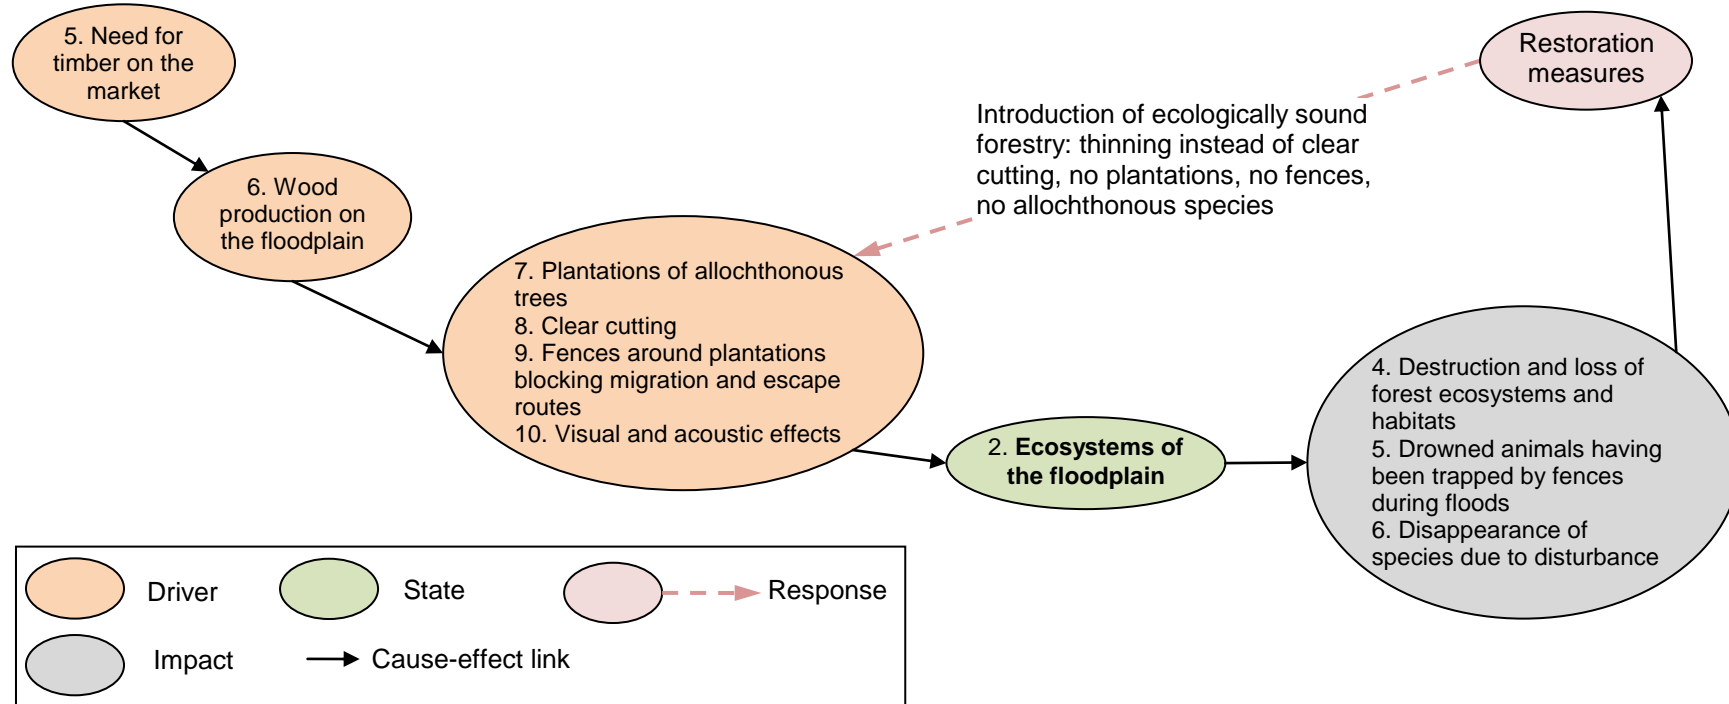 5. Need for
timber on the
market
6. Wood
production on
the floodplain
7. Plantations of allochthonous
trees
8. Clear cutting
9. Fences around plantations
blocking migration and escape
routes
10. Visual and acoustic effects
Introduction of ecologically sound
forestry: thinning instead of clear
cutting, no plantations, no fences,
no allochthonous species
Restoration
measures
2. Ecosystems of
the floodplain
4. Destruction and loss of
forest ecosystems and
habitats
5. Drowned animals having
been trapped by fences
during floods
6. Disappearance of
species due to disturbance
Driver
State
Response
Impact
Cause-effect link